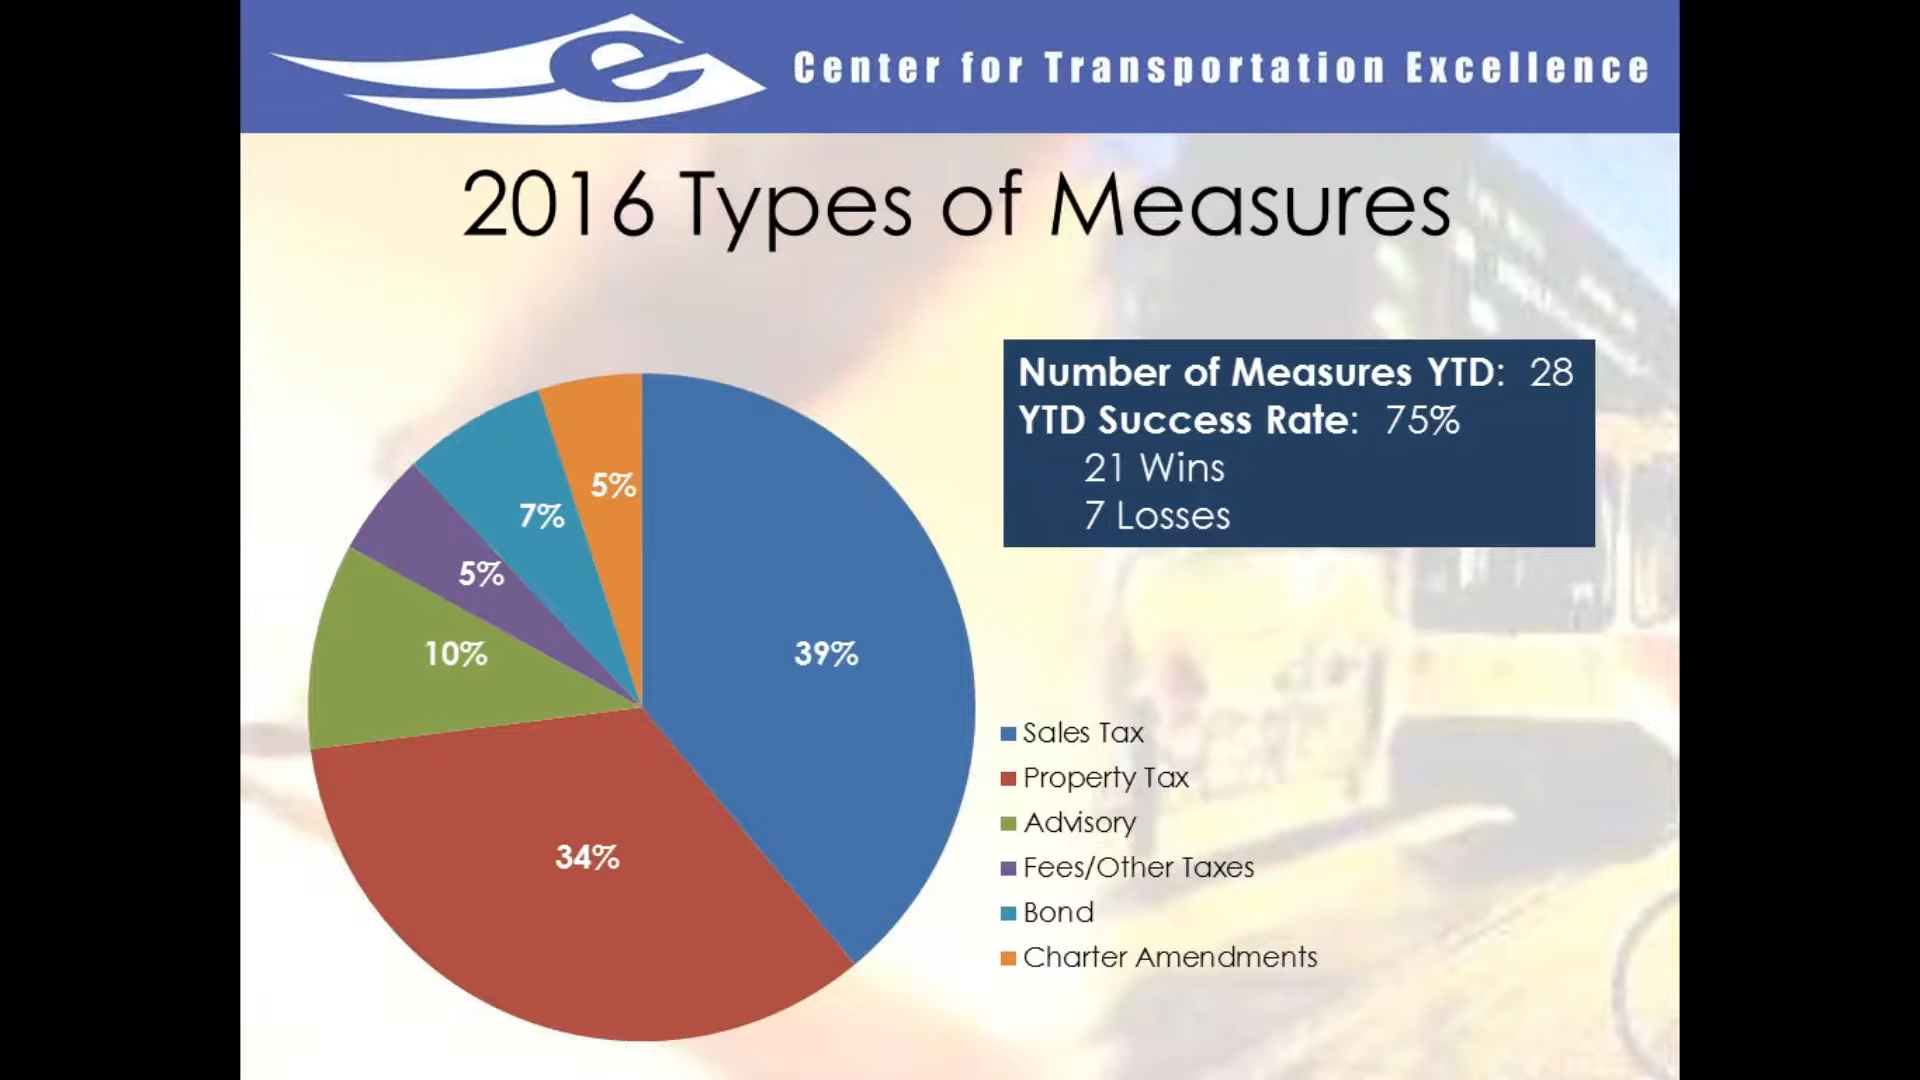 Center for Transportation Excellence
2016 Types of Measures
Number of Measures YTD: 28
YTD Success Rate: 75%
21 Wins
7 Losses
5%
7%
5%
10%
39%
34%
Sales Tax
Property Tax
Advisory
Fees/Other Taxes
Bond
Charter Amendments